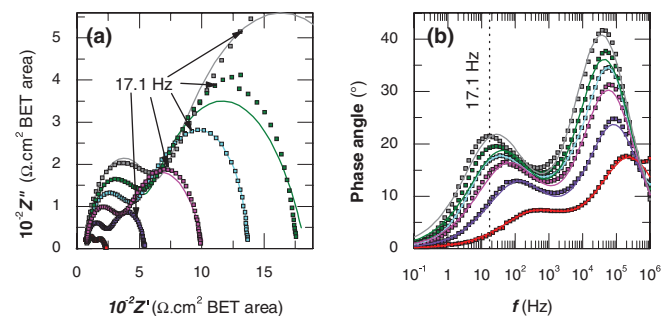 (a)
17.1 Hz
10⁻²Z'' (Ω.cm² BET area)
5
4
3
2
1
0
0
5
10
15
10⁻²Z' (Ω.cm² BET area)
(b)
17.1 Hz
Phase angle (°)
40
30
20
10
0
10⁻¹
1
10
10²
10³
10⁴
10⁵
10⁶
f (Hz)